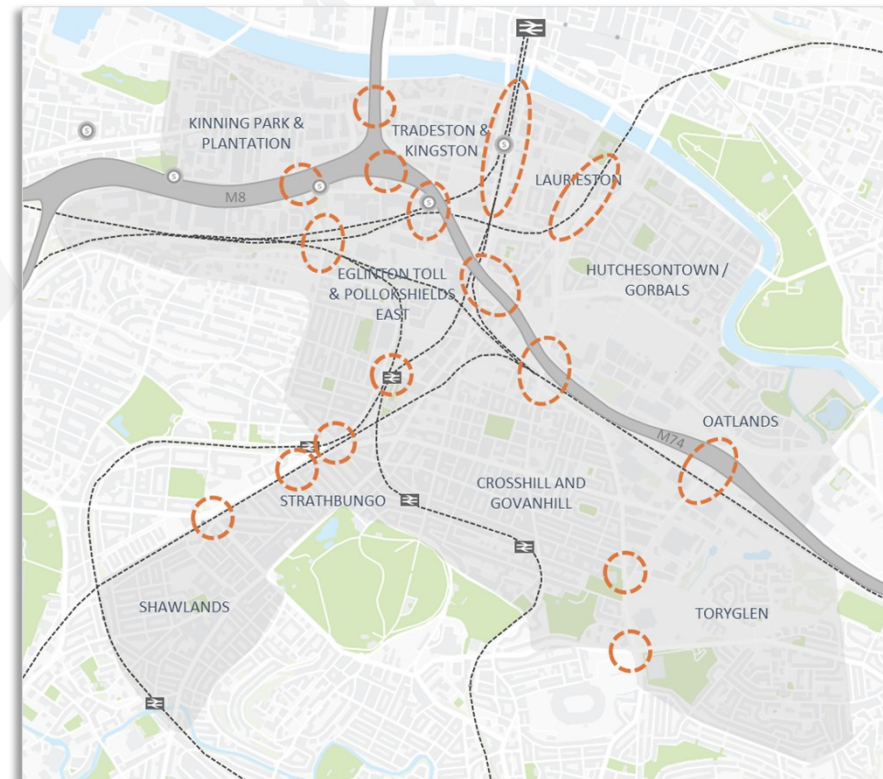 KINNING PARK &
PLANTATION
TRADESTON &
KINGSTON
LAURIESTON
M8
HUTCHESONTOWN /
GORBALS
EGLINTON TOLL
& POLLOKSHIELDS
EAST
OATLANDS
M74
CROSSHILL AND
GOVANHILL
STRATHBUNGO
SHAWLANDS
TORYGLEN
S
S
S
S
S